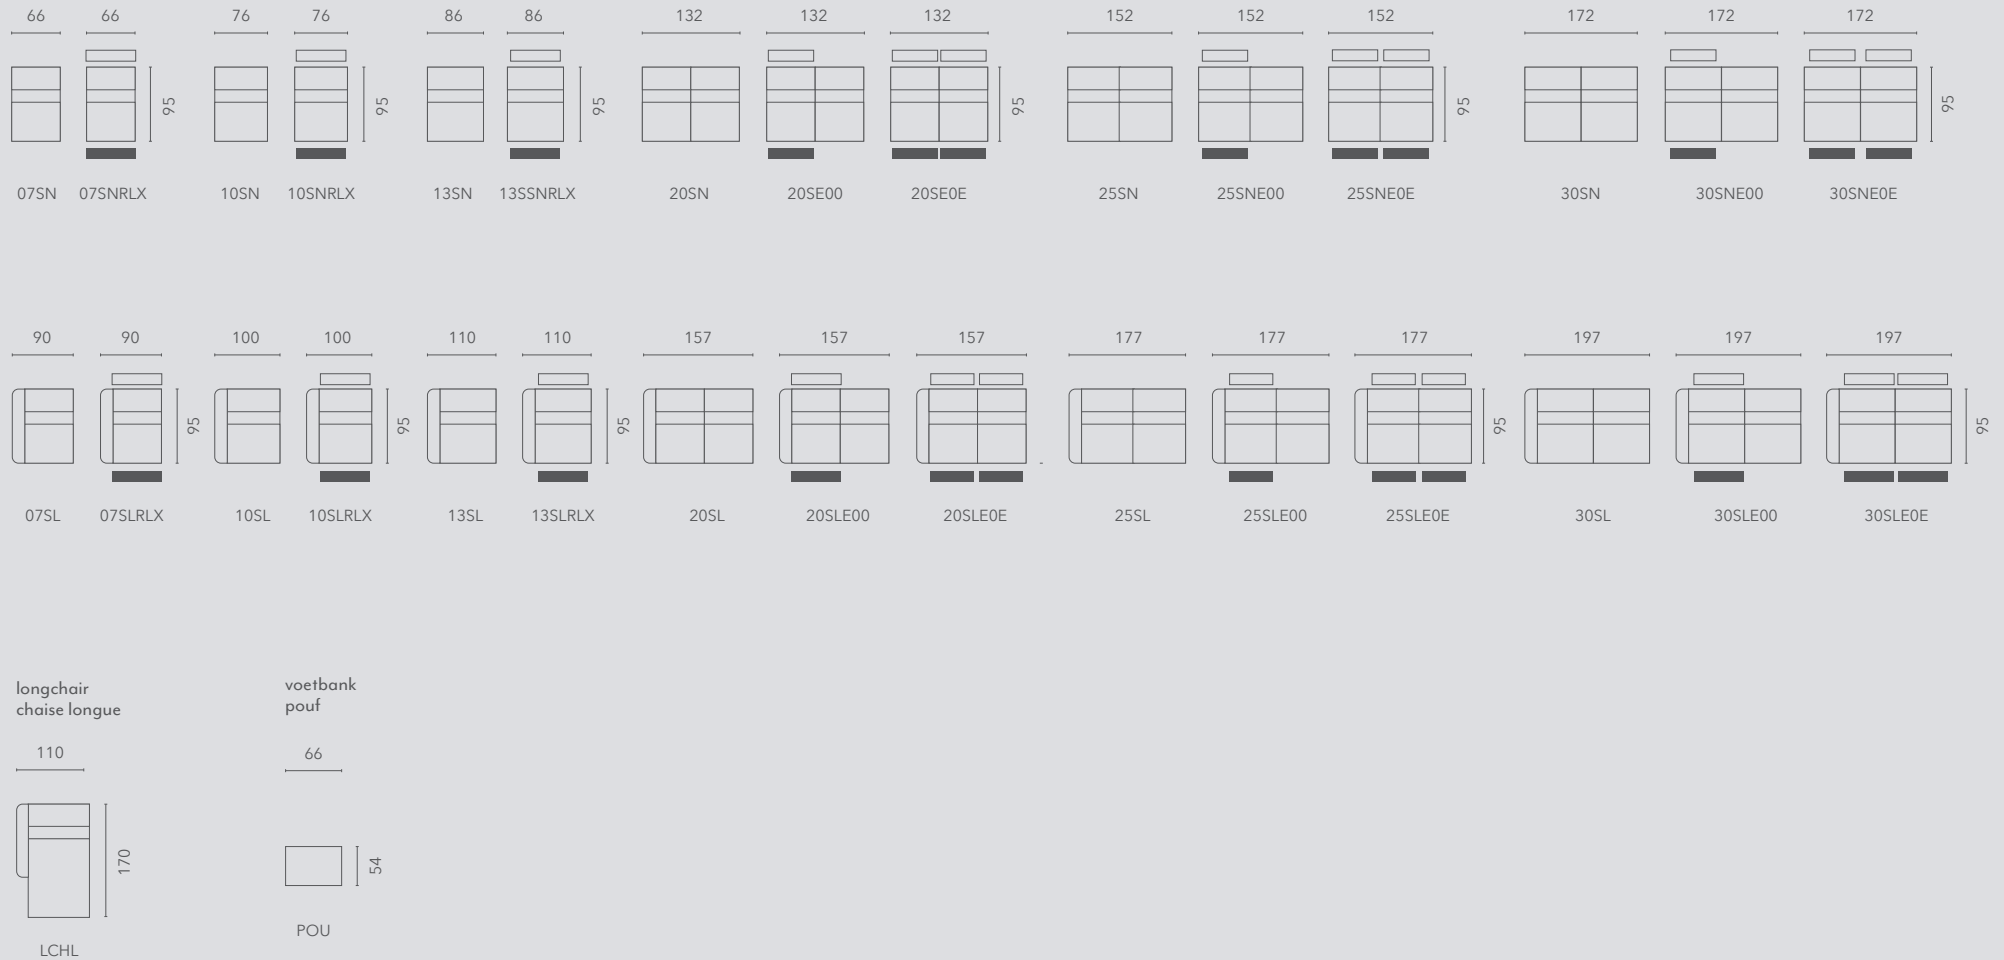 66 66 76 76 86 86 132 132 132 152 152 152 172 172 172
95 95 95 95 95 95
07SN 07SNRLX 10SN 10SNRLX 13SN 13SSNRLX 20SN 20SE00 20SE0E 25SN 25SNE00 25SNE0E 30SN 30SNE00 30SNE0E
90 90 100 100 110 110 157 157 157 177 177 177 197 197 197
95 95 95 95 95
07SL 07SLRLX 10SL 10SLRLX 13SL 13SLRLX 20SL 20SLE00 20SLE0E 25SL 25SLE00 25SLE0E 30SL 30SLE00 30SLE0E
longchair
chaise longue
110
170
LCHL
voetbank
pouf
66
54
POU